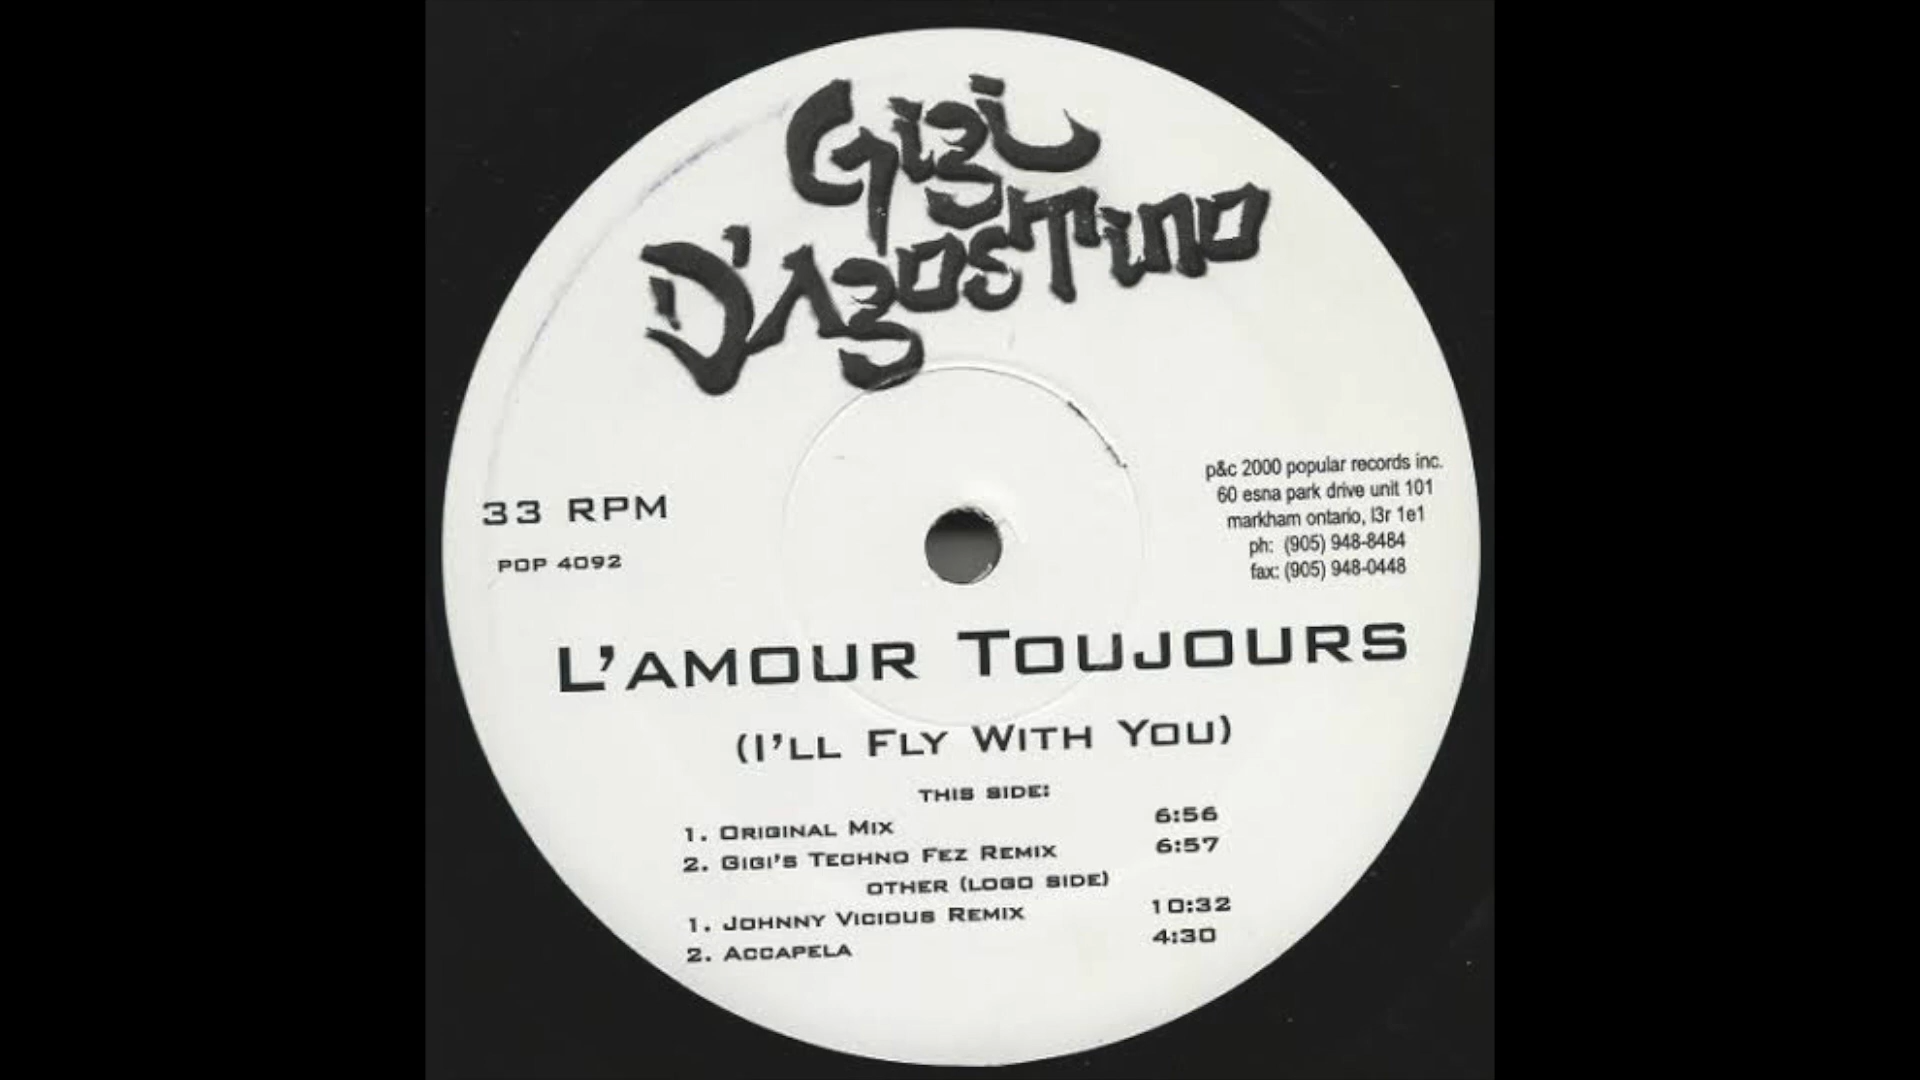 Gigi
D'Agostino
33 RPM
POP 4092
p&c 2000 popular records inc.
60 esna park drive unit 101
markham ontario, l3r 1e1
ph: (905) 948-8484
fax: (905) 948-0448
L'AMOUR TOUJOURS
(I'LL FLY WITH YOU)
THIS SIDE:
1. ORIGINAL MIX 6:56
2. GIGI'S TECHNO FEZ REMIX 6:57
OTHER (LOGO SIDE)
1. JOHNNY VICIOUS REMIX 10:32
2. ACCAPELA 4:30